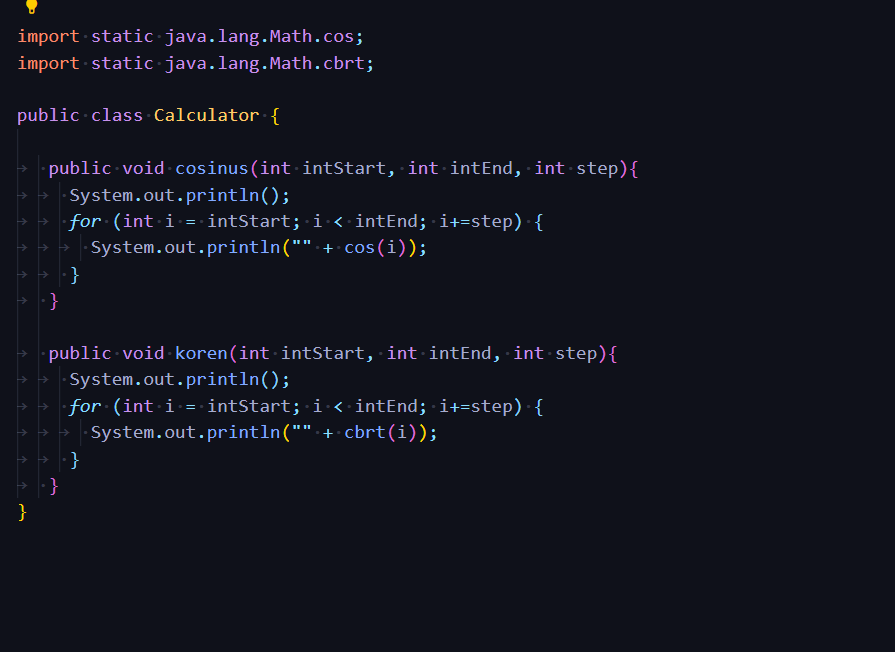 import static java.lang.Math.cos;
import static java.lang.Math.cbrt;
public class Calculator {
public void cosinus(int intStart, int intEnd, int step){
System.out.println();
for (int i = intStart; i < intEnd; i+=step) {
System.out.println("" + cos(i));
}
}
public void koren(int intStart, int intEnd, int step){
System.out.println();
for (int i = intStart; i < intEnd; i+=step) {
System.out.println("" + cbrt(i));
}
}
}